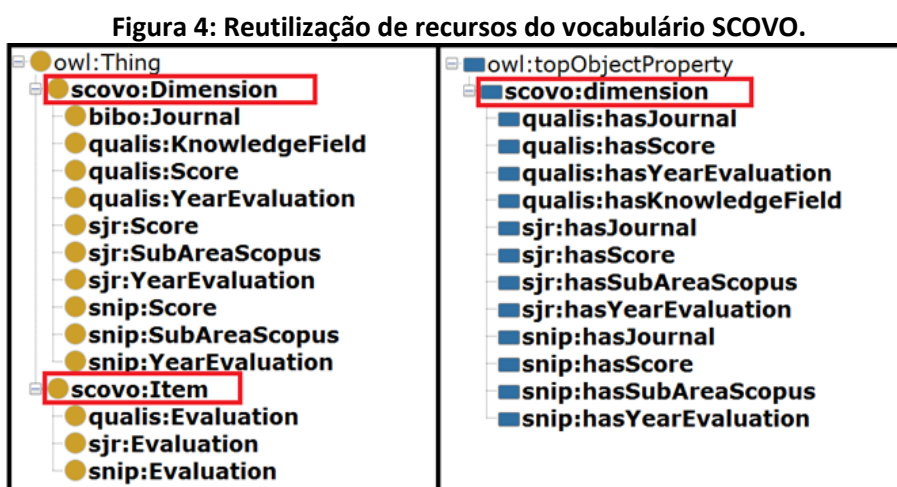 Figura 4: Reutilização de recursos do vocabulário SCOVO.
owl:Thing
scovo:Dimension
bibo:Journal
qualis:KnowledgeField
qualis:Score
qualis:YearEvaluation
sjr:Score
sjr:SubAreaScopus
sjr:YearEvaluation
snip:Score
snip:SubAreaScopus
snip:YearEvaluation
scovo:Item
qualis:Evaluation
sjr:Evaluation
snip:Evaluation
owl:topObjectProperty
scovo:dimension
qualis:hasJournal
qualis:hasScore
qualis:hasYearEvaluation
qualis:hasKnowledgeField
sjr:hasJournal
sjr:hasScore
sjr:hasSubAreaScopus
sjr:hasYearEvaluation
snip:hasJournal
snip:hasScore
snip:hasSubAreaScopus
snip:hasYearEvaluation